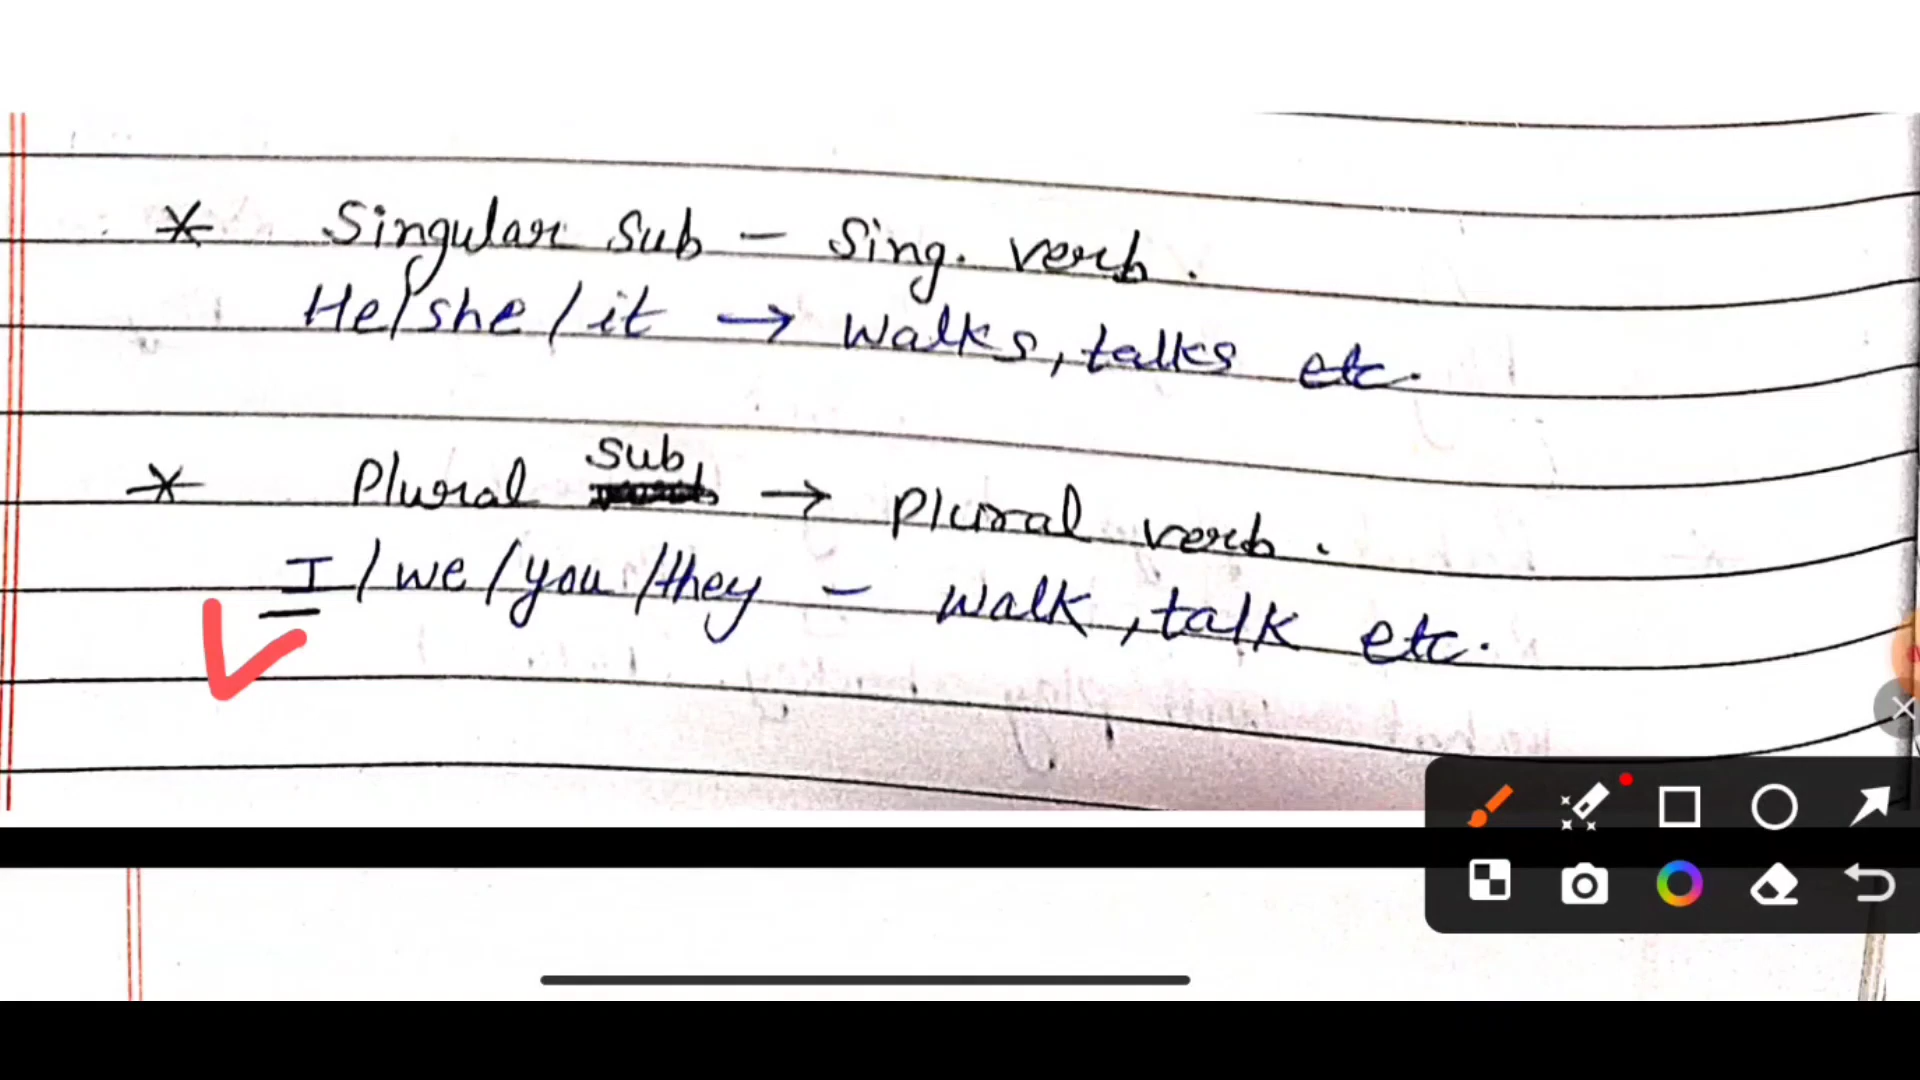 * Singular sub - Sing. verb.
He/she/it → walks, talks etc.
* Plural sub → plural verb.
I/we/you/they - walk, talk etc.